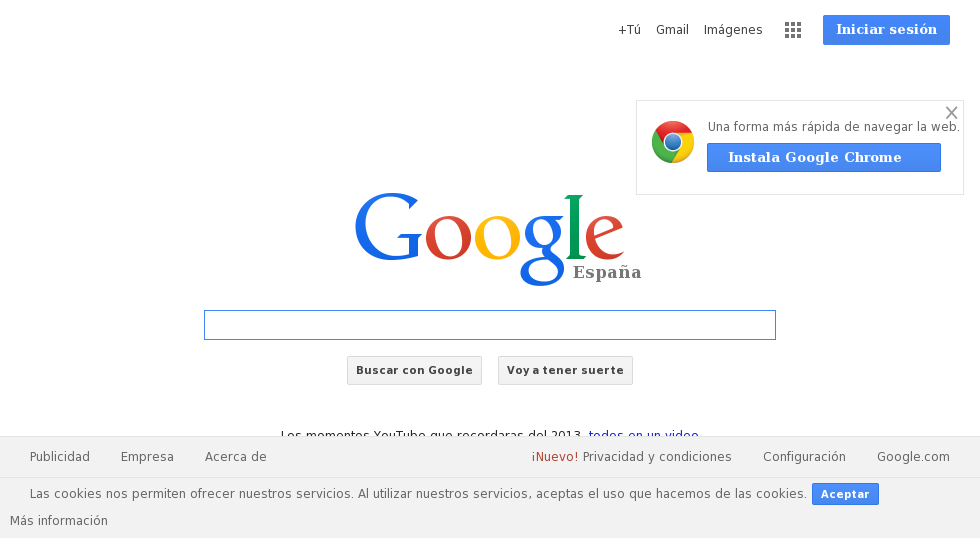 +Tú Gmail Imágenes Iniciar sesión
Una forma más rápida de navegar la web.
Instala Google Chrome
Google
España
Buscar con Google Voy a tener suerte
Los momentos YouTube que recordaras del 2013, todos en un video
Publicidad Empresa Acerca de ¡Nuevo! Privacidad y condiciones Configuración Google.com
Las cookies nos permiten ofrecer nuestros servicios. Al utilizar nuestros servicios, aceptas el uso que hacemos de las cookies. Aceptar
Más información